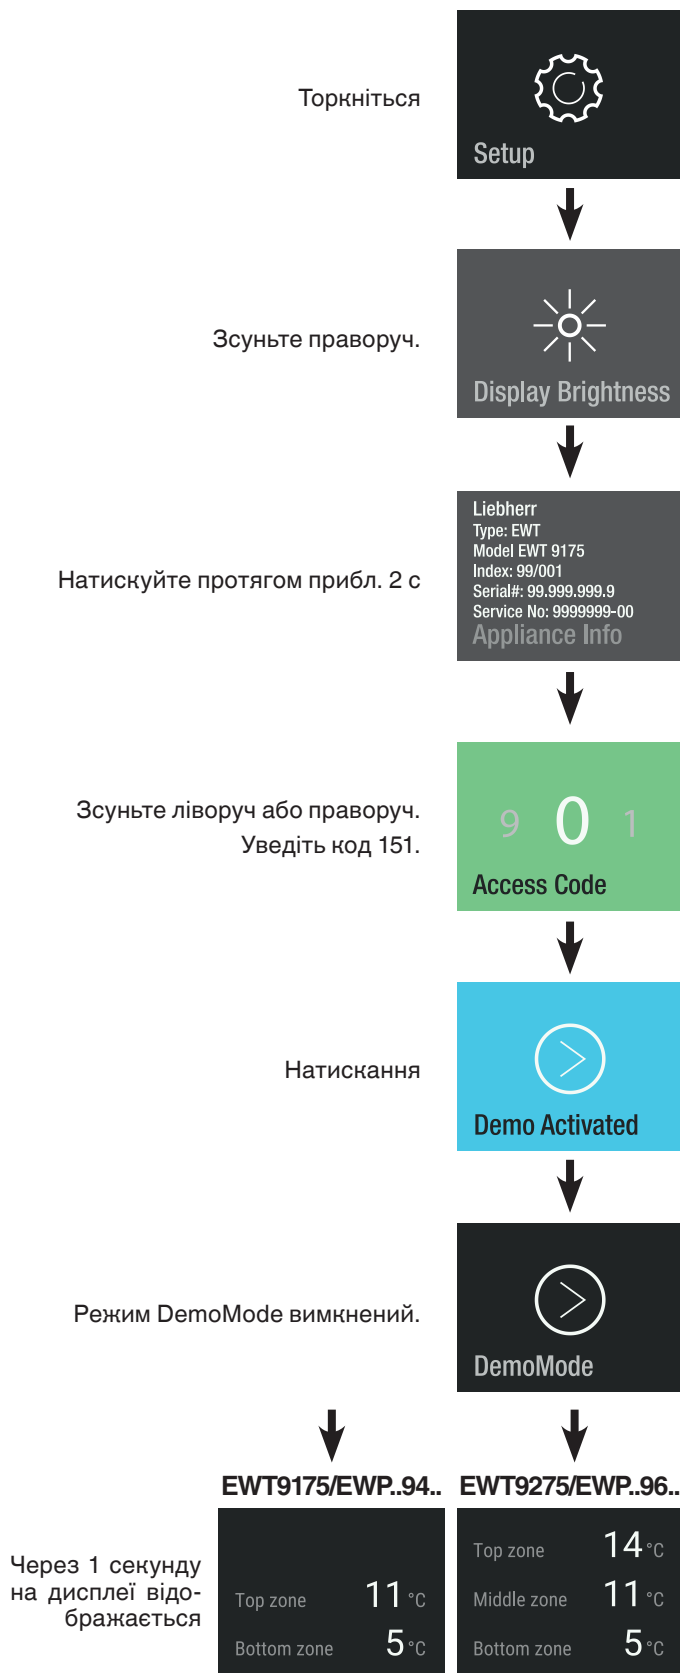 Торкніться
Setup
Зсуньте праворуч.
Display Brightness
Натискуйте протягом прибл. 2 с
Liebherr
Type: EWT
Model EWT 9175
Index: 99/001
Serial#: 99.999.999.9
Service No: 9999999-00
Appliance Info
Зсуньте ліворуч або праворуч.
Уведіть код 151.
9 0 1
Access Code
Натискання
Demo Activated
Режим DemoMode вимкнений.
DemoMode
EWT9175/EWP..94..
EWT9275/EWP..96..
Через 1 секунду
на дисплеї відо-
бражається
Top zone 11 °C
Bottom zone 5 °C
Top zone 14 °C
Middle zone 11 °C
Bottom zone 5 °C